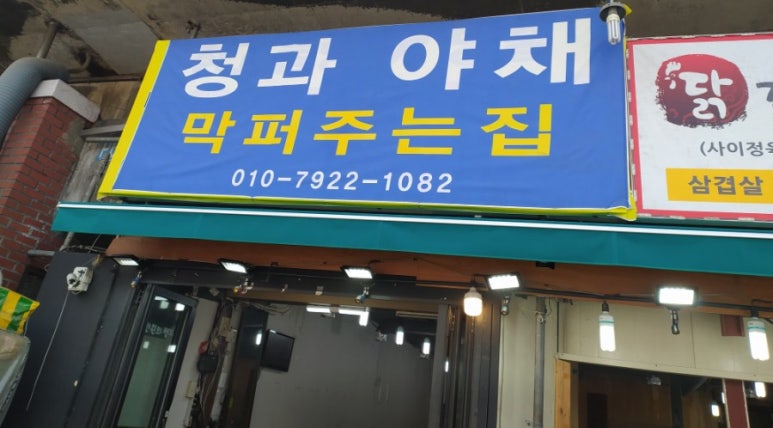 청과 야채
막퍼주는집
010-7922-1082
닭
(사이정육
삼겹살